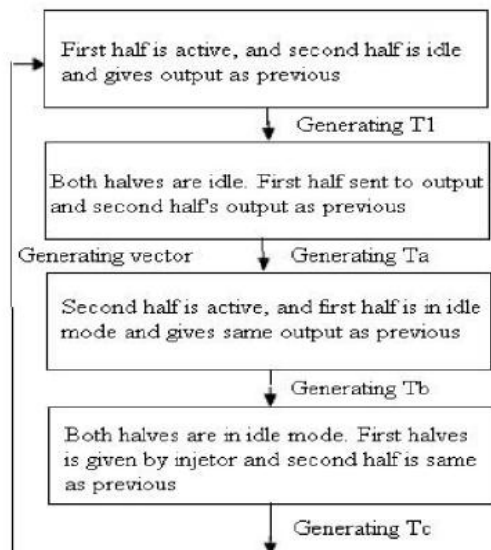 First half is active, and second half is idle
and gives output as previous
Generating T1
Both halves are idle. First half sent to output
and second half's output as previous
Generating vector
Generating Ta
Second half is active, and first half is in idle
mode and gives same output as previous
Generating Tb
Both halves are in idle mode. First halves
is given by injetor and second half is same
as previous
Generating Tc